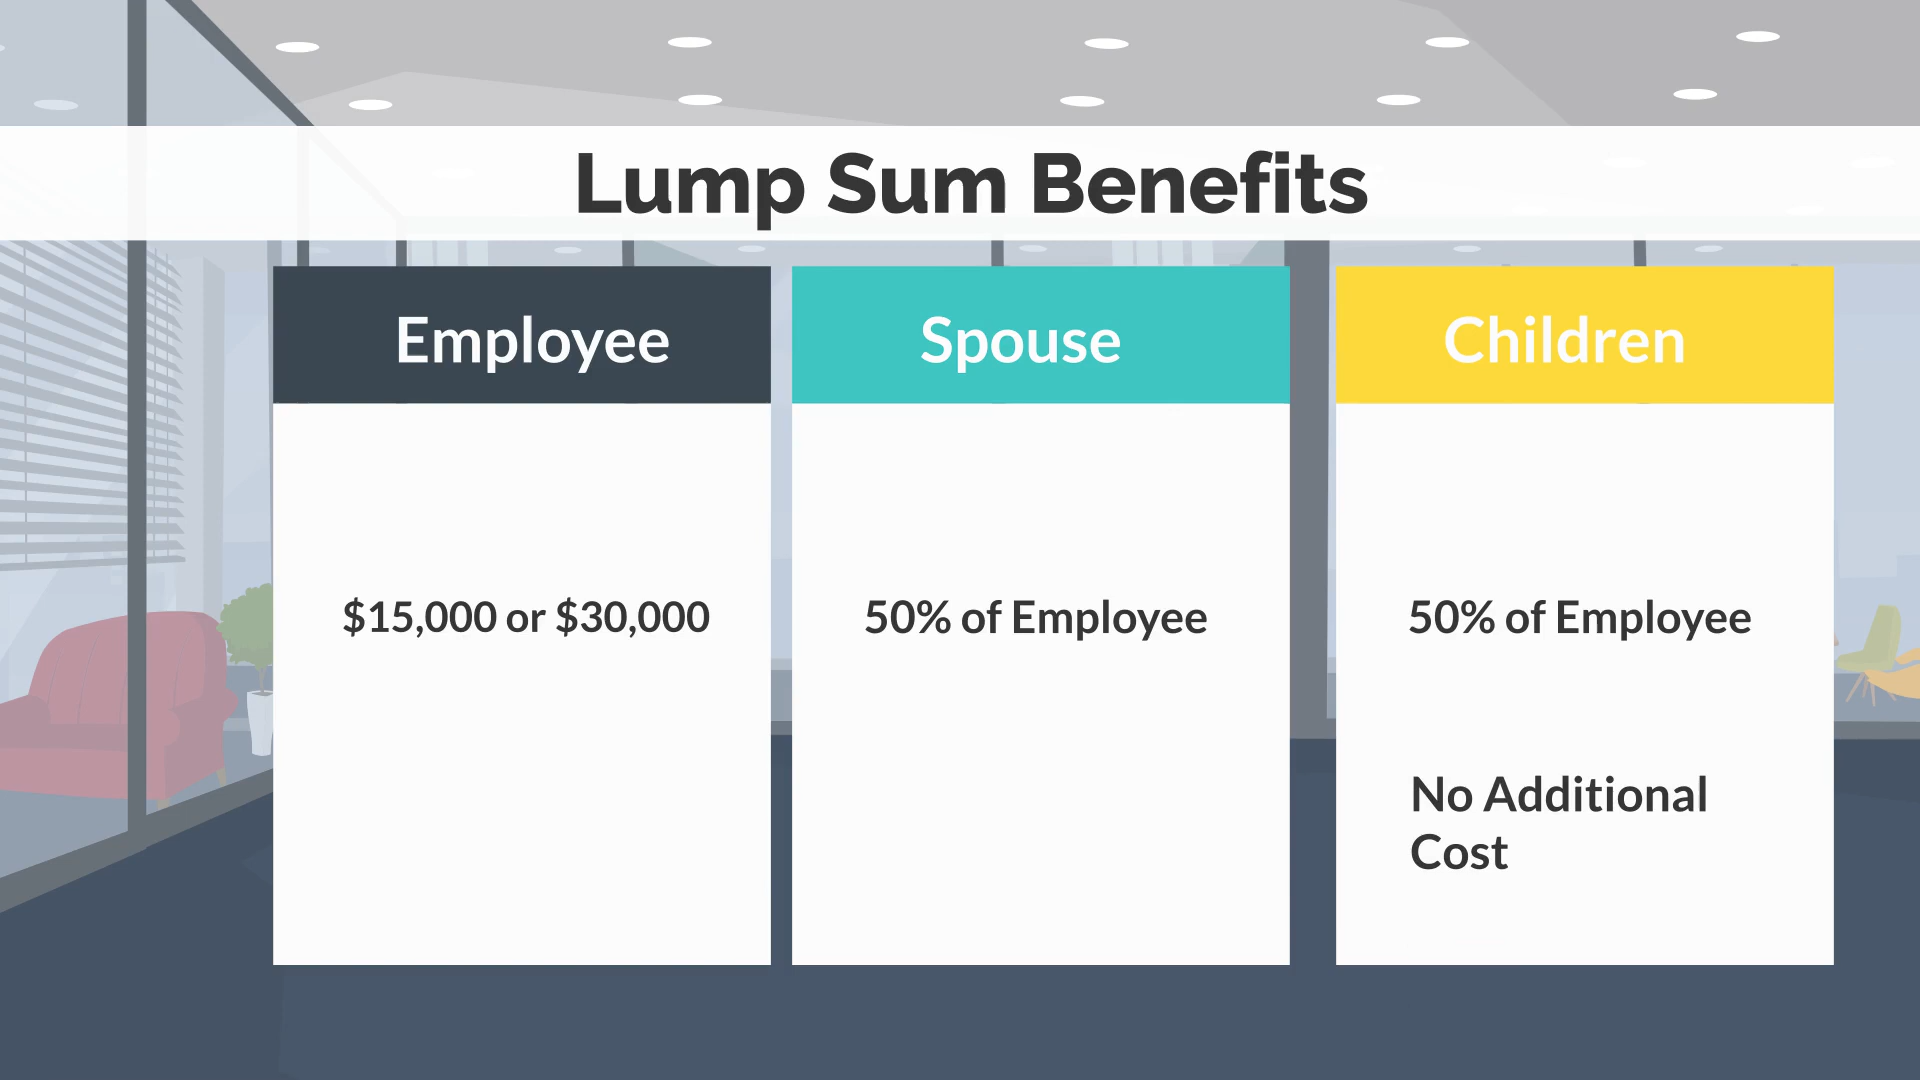 Lump Sum Benefits
Employee
$15,000 or $30,000
Spouse
50% of Employee
Children
50% of Employee
No Additional
Cost